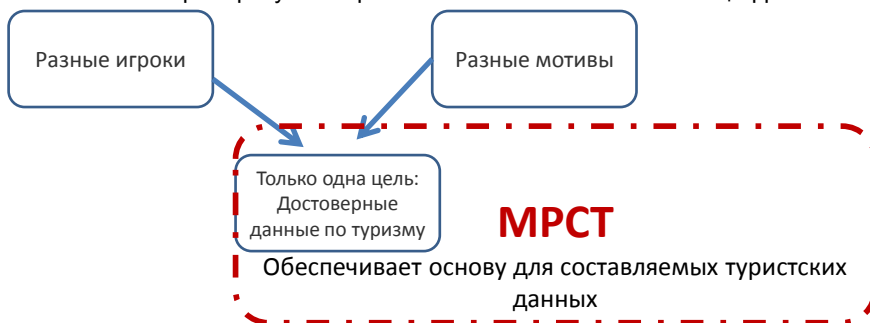 Разные игроки
Разные мотивы
Только одна цель:
Достоверные
данные по туризму
МРСТ
Обеспечивает основу для составляемых туристских
данных